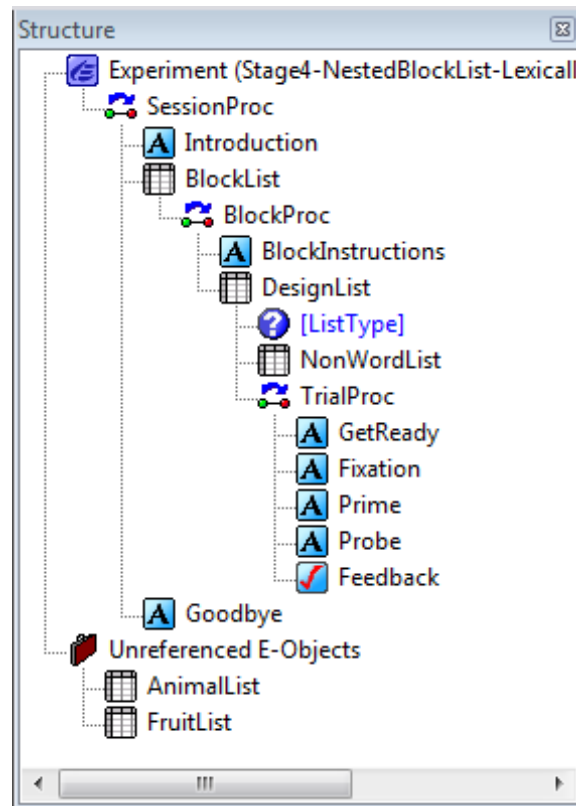 Structure
Experiment (Stage4-NestedBlockList-Lexicall
SessionProc
Introduction
BlockList
BlockProc
BlockInstructions
DesignList
[ListType]
NonWordList
TrialProc
GetReady
Fixation
Prime
Probe
Feedback
Goodbye
Unreferenced E-Objects
AnimalList
FruitList